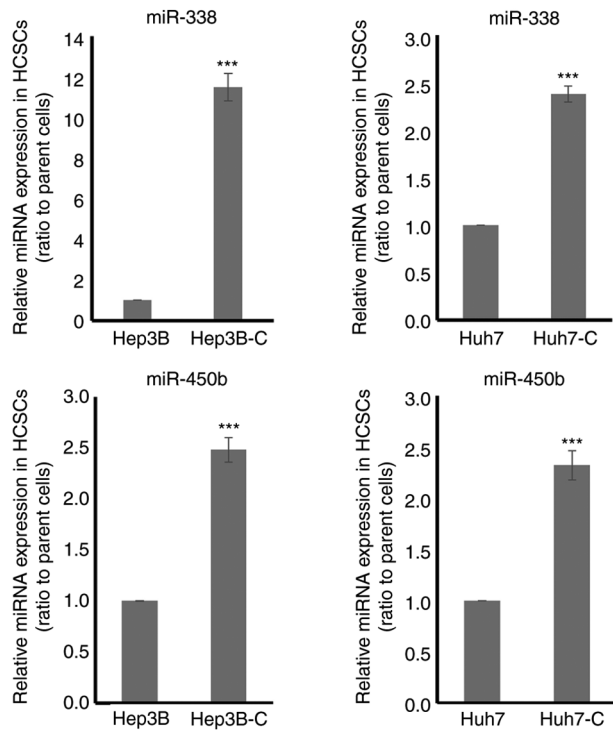 miR-338
Relative miRNA expression in HCSCs
(ratio to parent cells)
14
12
10
8
6
4
2
0
***
Hep3B Hep3B-C
miR-338
Relative miRNA expression in HCSCs
(ratio to parent cells)
3.0
2.5
2.0
1.5
1.0
0.5
0.0
***
Huh7 Huh7-C
miR-450b
Relative miRNA expression in HCSCs
(ratio to parent cells)
3.0
2.5
2.0
1.5
1.0
0.5
0.0
***
Hep3B Hep3B-C
miR-450b
Relative miRNA expression in HCSCs
(ratio to parent cells)
3.0
2.5
2.0
1.5
1.0
0.5
0.0
***
Huh7 Huh7-C